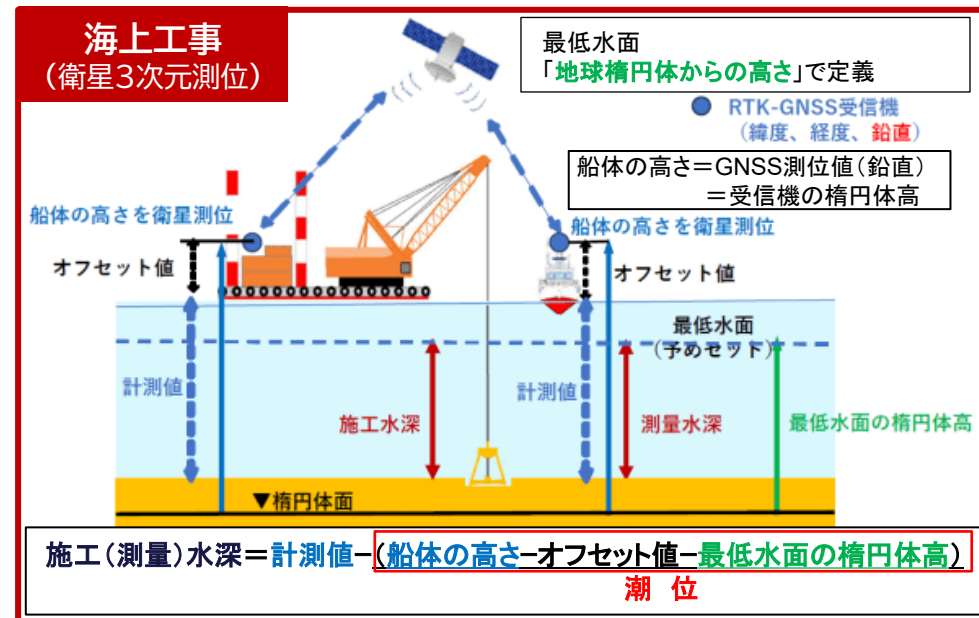 海上工事
(衛星３次元測位)
最低水面
「地球楕円体からの高さ」で定義
RTK-GNSS受信機
(緯度、経度、鉛直)
船体の高さ＝GNSS測位値(鉛直)
＝受信機の楕円体高
船体の高さを衛星測位
船体の高さを衛星測位
オフセット値
オフセット値
最低水面
(予めセット)
計測値
計測値
施工水深
測量水深
最低水面の楕円体高
▼楕円体面
施工(測量)水深＝計測値−(船体の高さ−オフセット値−最低水面の楕円体高)
潮 位